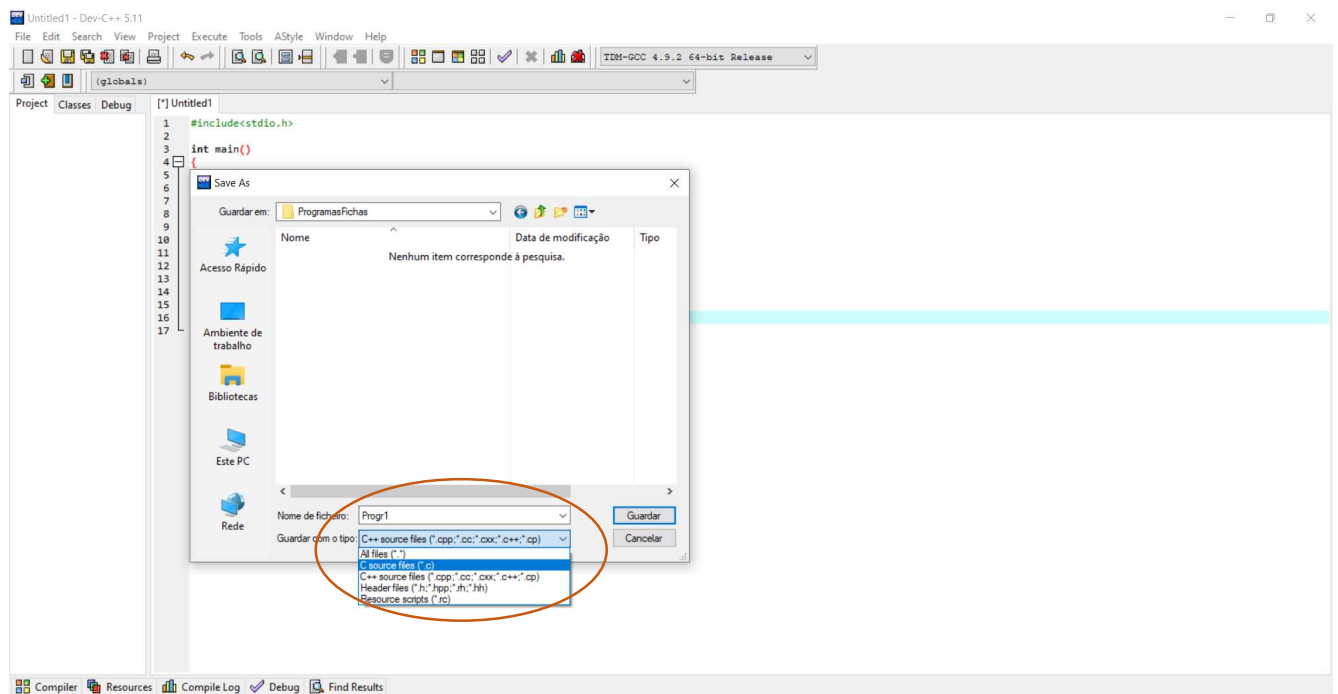 Untitled1 - Dev-C++ 5.11
File Edit Search View Project Execute Tools AStyle Window Help
TDM-GCC 4.9.2 64-bit Release
(globals)
Project Classes Debug [*] Untitled1
1 #include<stdio.h>
2
3 int main()
4 {
5
6
7
8
9
10
11
12
13
14
15
16
17
Save As
Guardar em: ProgramasFichas
Nome Data de modificação Tipo
Nenhum item corresponde à pesquisa.
Acesso Rápido
Ambiente de
trabalho
Bibliotecas
Este PC
Rede
Nome de ficheiro: Progr1 Guardar
Guardar com o tipo: C++ source files (*.cpp;*.cc;*.cxx;*.c++;*.cp) Cancelar
All files (*.*)
C source files (*.c)
C++ source files (*.cpp;*.cc;*.cxx;*.c++;*.cp)
Header files (*.h;*.hpp;*.rh;*.hh)
Resource scripts (*.rc)
Compiler Resources Compile Log Debug Find Results